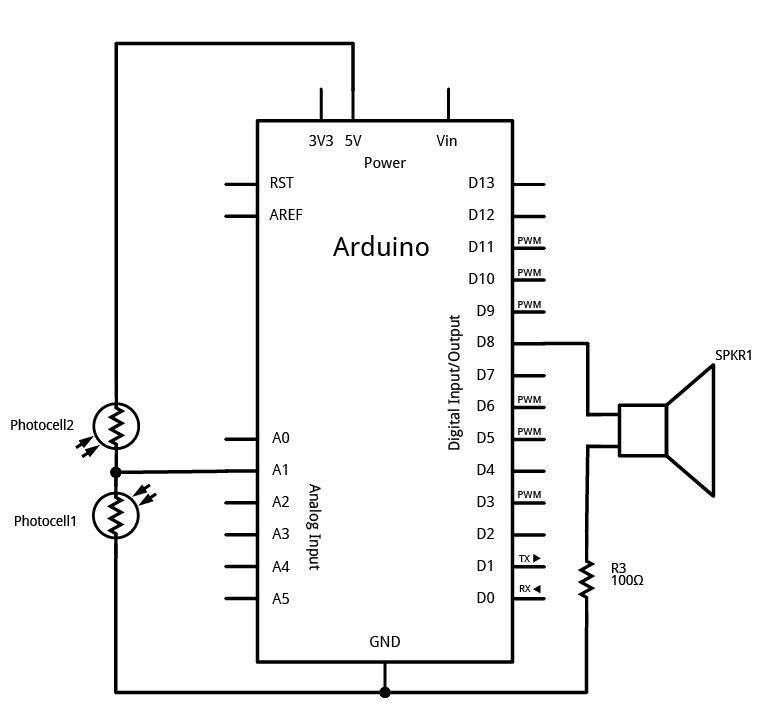 3V3 5V Vin
Power
RST D13
AREF D12
Arduino
PWM
D11
PWM
D10
PWM
D9
D8
Digital Input/Output
SPKR1
D7
PWM
D6
Photocell2
A0
PWM
D5
A1 D4
Analog Input
PWM
A2 D3
Photocell1
A3 D2
TX
A4 D1
R3
100Ω
RX
A5 D0
GND